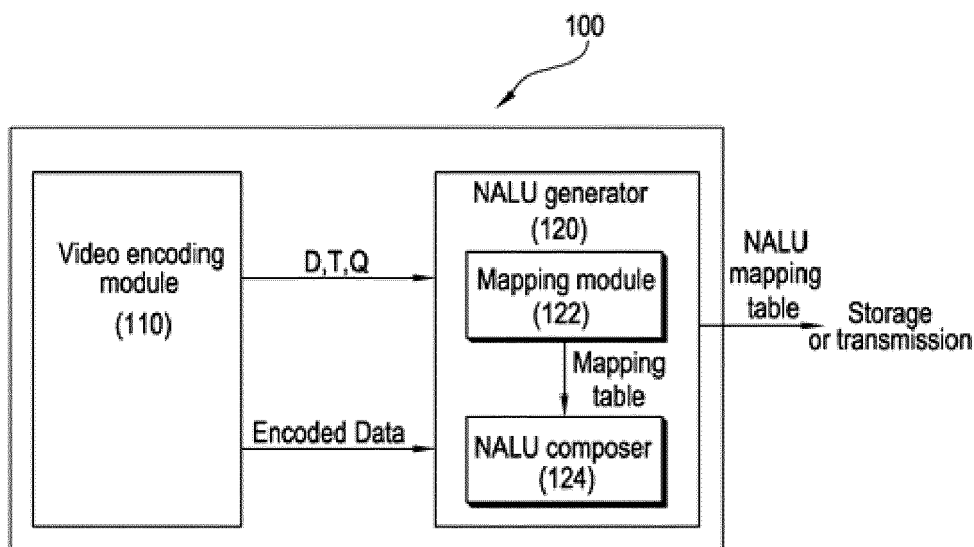 100
Video encoding
module
(110)
D,T,Q
Encoded Data
NALU generator
(120)
Mapping module
(122)
Mapping
table
NALU composer
(124)
NALU
mapping
table
Storage
or transmission